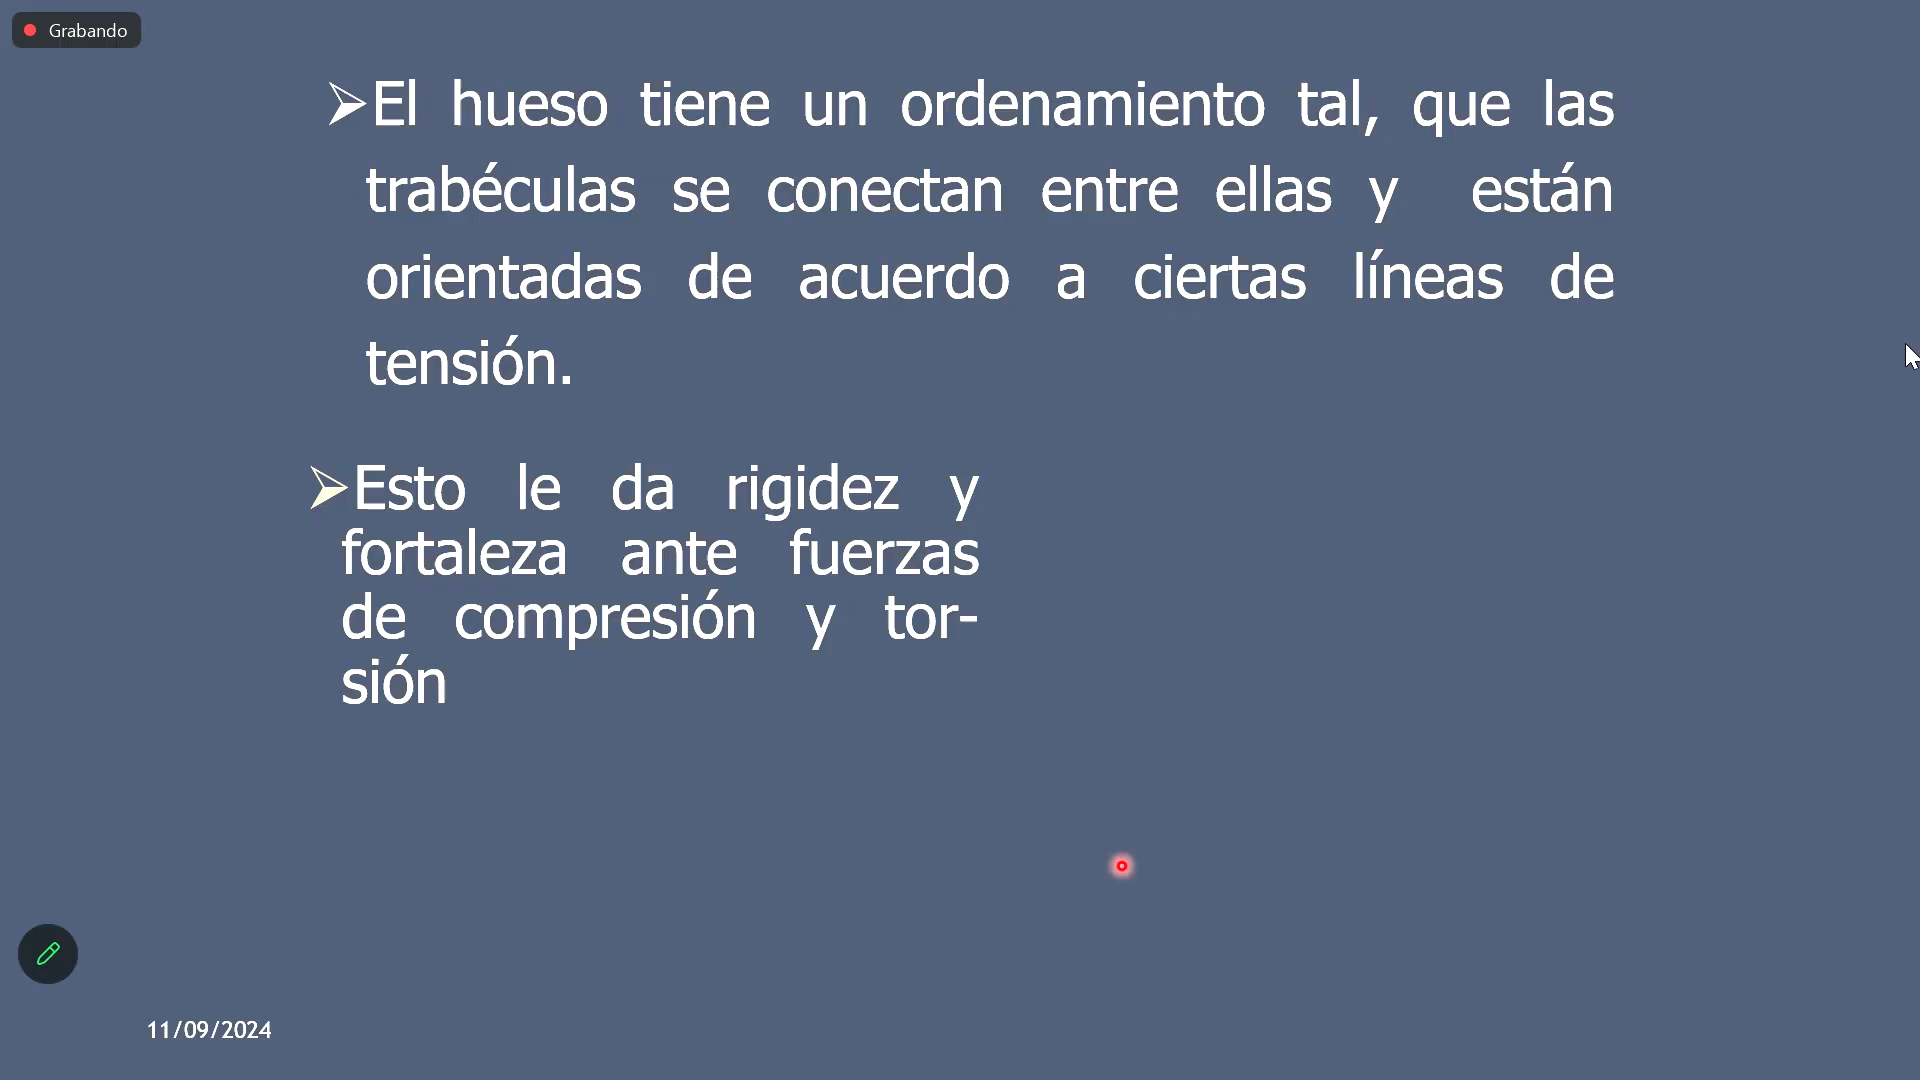 Grabando
➢El hueso tiene un ordenamiento tal, que las
trabéculas se conectan entre ellas y están
orientadas de acuerdo a ciertas líneas de
tensión.
➢Esto le da rigidez y
fortaleza ante fuerzas
de compresión y tor-
sión
11/09/2024